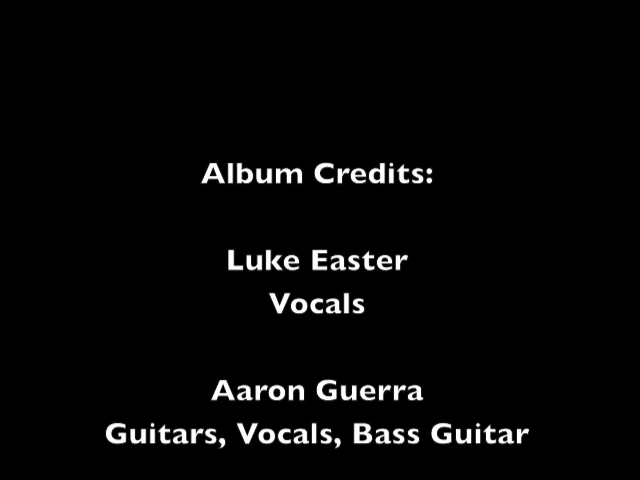 Album Credits:
Luke Easter
Vocals
Aaron Guerra
Guitars, Vocals, Bass Guitar